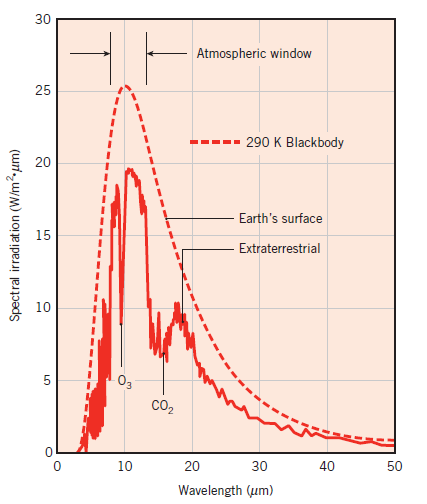 30
Atmospheric window
25
290 K Blackbody
20
Earth's surface
15
Extraterrestrial
10
5
O₃
CO₂
0
0 10 20 30 40 50
Wavelength (μm)
Spectral irradiation (W/m²·μm)